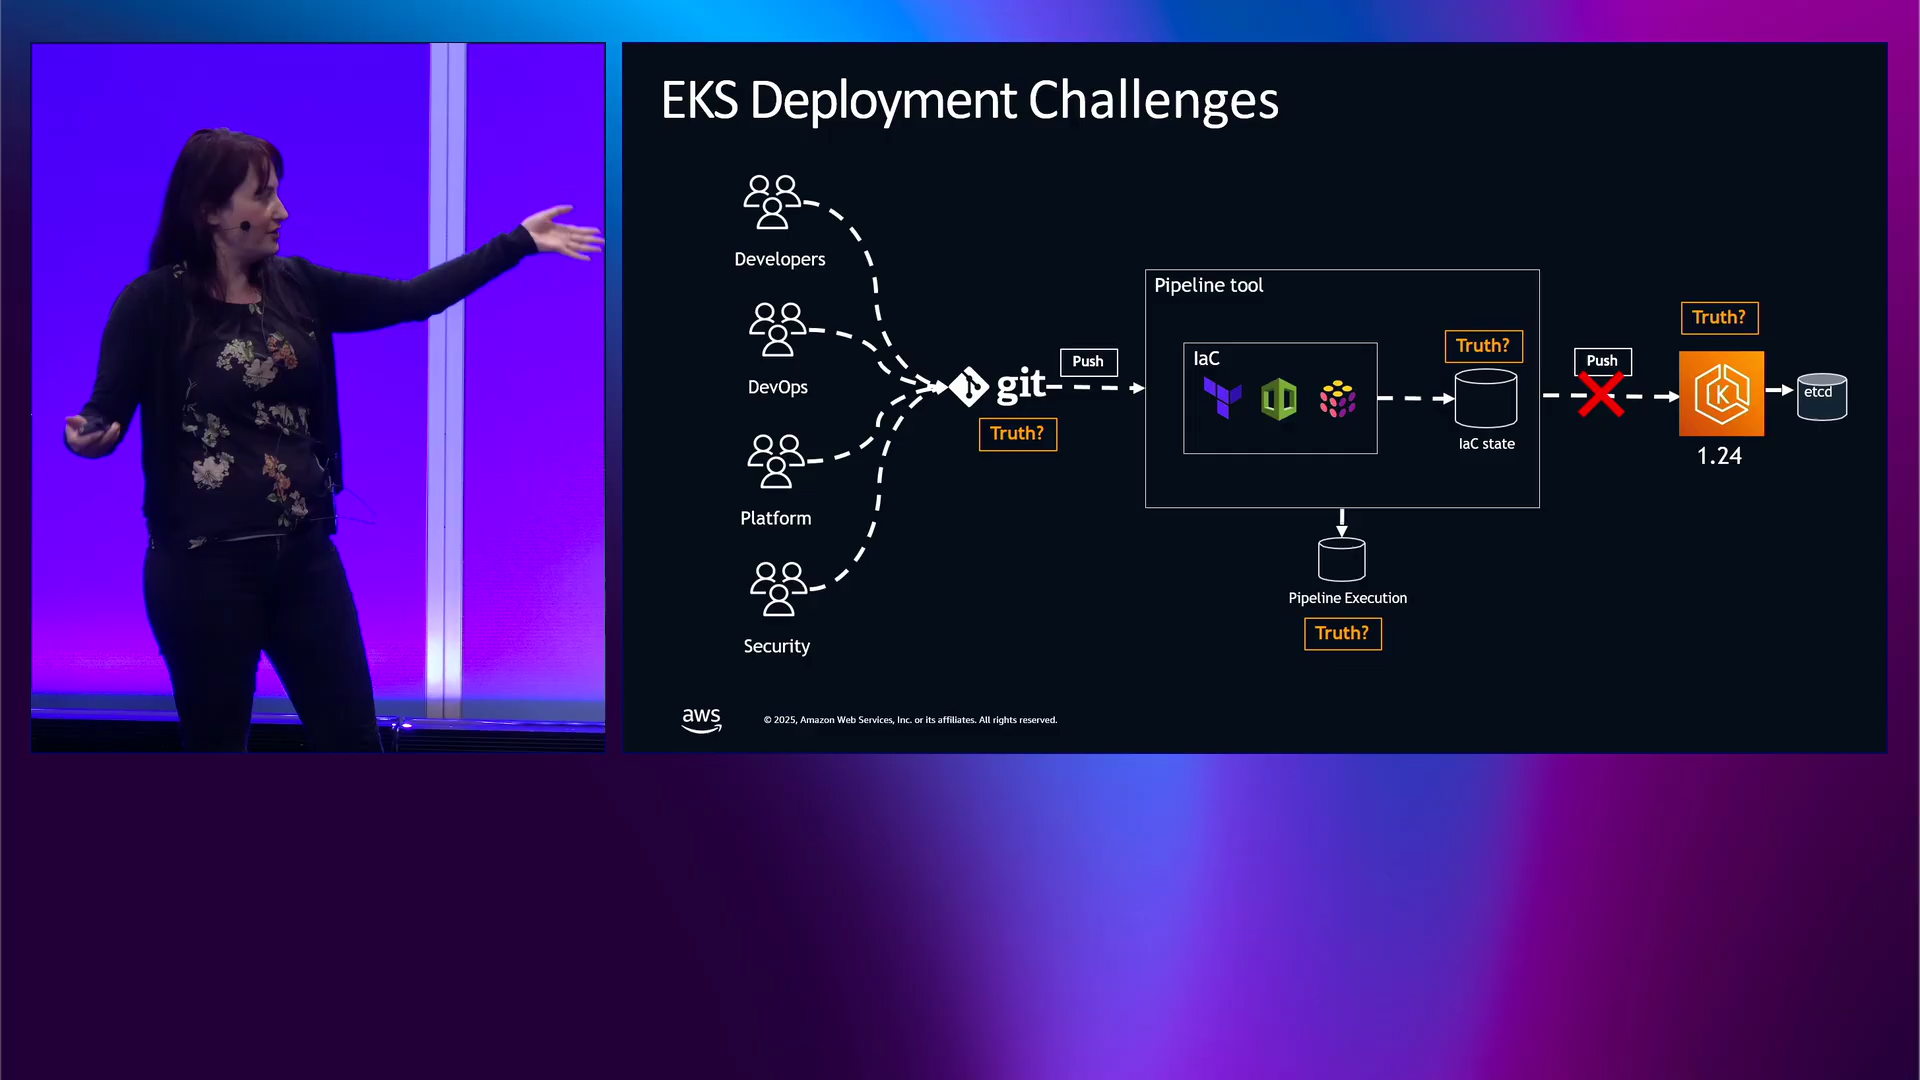 EKS Deployment Challenges
Developers
DevOps
Platform
Security
git
Truth?
Push
Pipeline tool
IaC
Truth?
IaC state
Pipeline Execution
Truth?
Push
Truth?
K
1.24
etcd
aws
© 2025, Amazon Web Services, Inc. or its affiliates. All rights reserved.